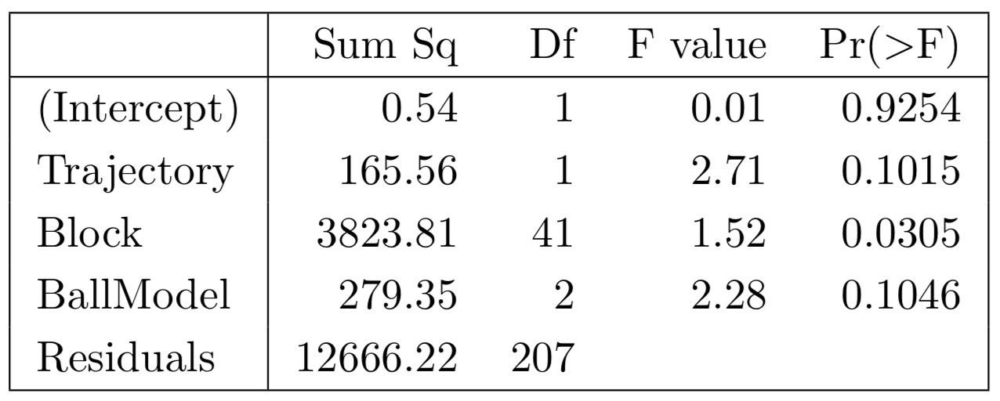 Sum Sq Df F value Pr(>F)
(Intercept) 0.54 1 0.01 0.9254
Trajectory 165.56 1 2.71 0.1015
Block 3823.81 41 1.52 0.0305
BallModel 279.35 2 2.28 0.1046
Residuals 12666.22 207